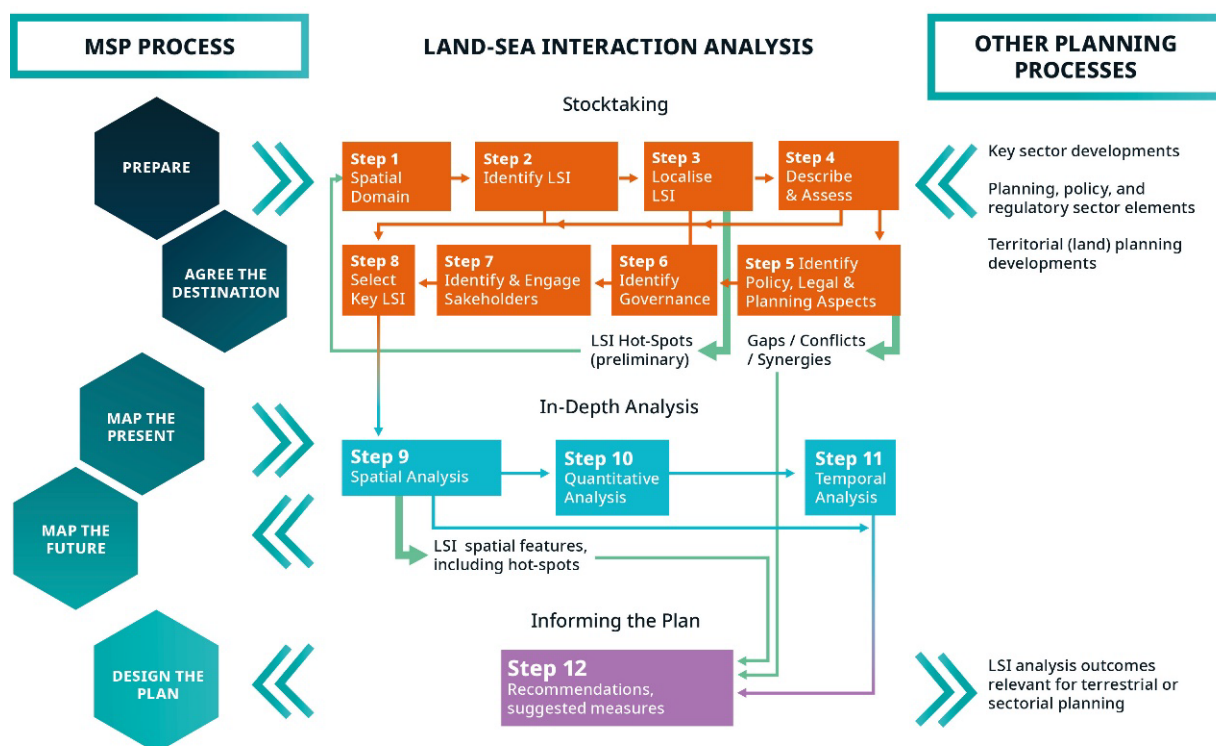 MSP PROCESS
LAND-SEA INTERACTION ANALYSIS
OTHER PLANNING
PROCESSES
Stocktaking
PREPARE
Step 1
Spatial
Domain
Step 2
Identify LSI
Step 3
Localise
LSI
Step 4
Describe
& Assess
Key sector developments
Planning, policy, and
regulatory sector elements
Territorial (land) planning
developments
AGREE THE
DESTINATION
Step 8
Select
Key LSI
Step 7
Identify & Engage
Sakeholders
Step 6
Identify
Governance
Step 5 Identify
Policy, Legal &
Planning Aspects
LSI Hot-Spots
(preliminary)
Gaps / Conflicts
/ Synergies
In-Depth Analysis
MAP THE
PRESENT
Step 9
Spatial Analysis
Step 10
Quantitative
Analysis
Step 11
Temporal
Analysis
MAP THE
FUTURE
LSI spatial features,
including hot-spots
Informing the Plan
DESIGN THE
PLAN
Step 12
Recommendations,
suggested measures
LSI analysis outcomes
relevant for terrestrial or
sectorial planning